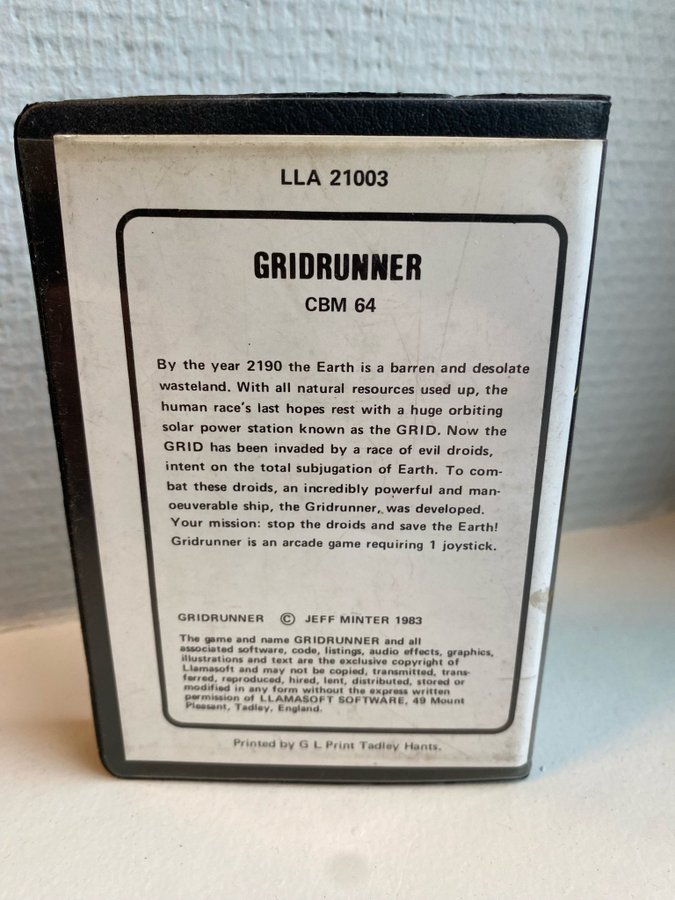 LLA 21003
GRIDRUNNER
CBM 64
By the year 2190 the Earth is a barren and desolate
wasteland. With all natural resources used up, the
human race's last hopes rest with a huge orbiting
solar power station known as the GRID. Now the
GRID has been invaded by a race of evil droids,
intent on the total subjugation of Earth. To com-
bat these droids, an incredibly powerful and man-
oeuverable ship, the Gridrunner, was developed.
Your mission: stop the droids and save the Earth!
Gridrunner is an arcade game requiring 1 joystick.
GRIDRUNNER © JEFF MINTER 1983
The game and name GRIDRUNNER and all
associated software, code, listings, audio effects, graphics,
illustrations and text are the exclusive copyright of
Llamasoft and may not be copied, transmitted, trans-
ferred, reproduced, hired, lent, distributed, stored or
modified in any form without the express written
permission of LLAMASOFT SOFTWARE, 49 Mount
Pleasant, Tadley, England.
Printed by G L Print Tadley Hants.